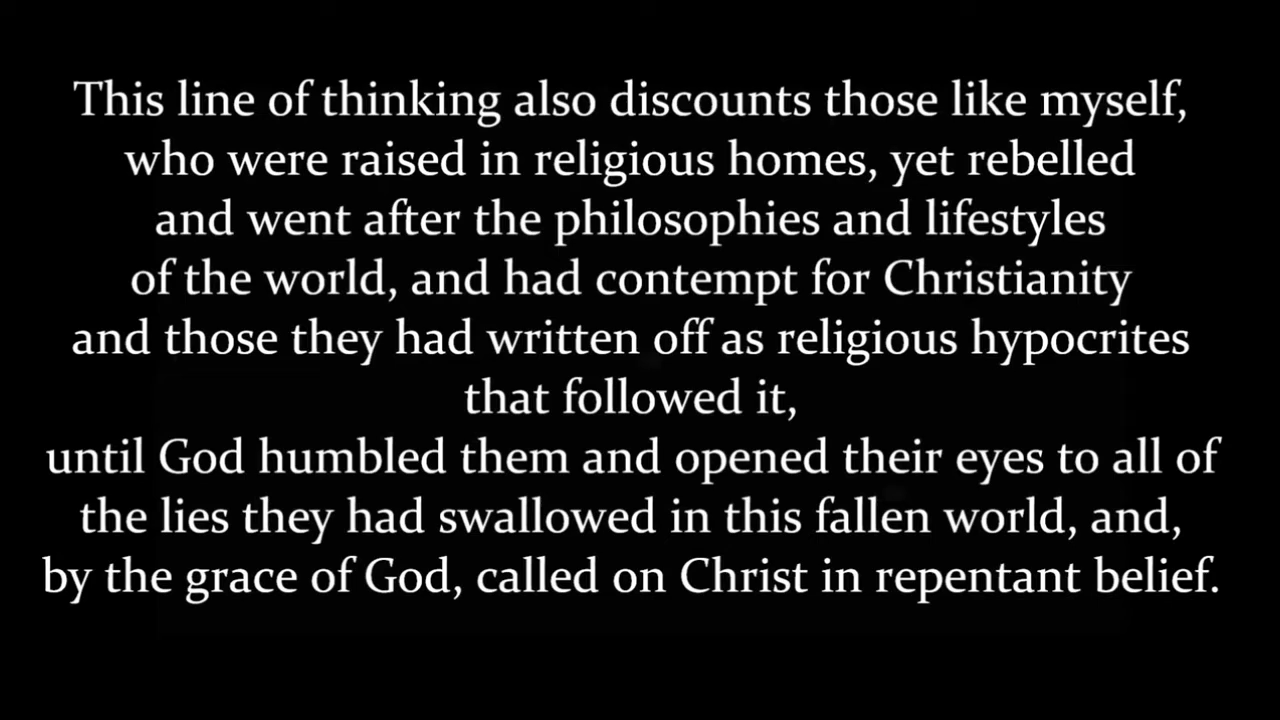 This line of thinking also discounts those like myself,
who were raised in religious homes, yet rebelled
and went after the philosophies and lifestyles
of the world, and had contempt for Christianity
and those they had written off as religious hypocrites
that followed it,
until God humbled them and opened their eyes to all of
the lies they had swallowed in this fallen world, and,
by the grace of God, called on Christ in repentant belief.